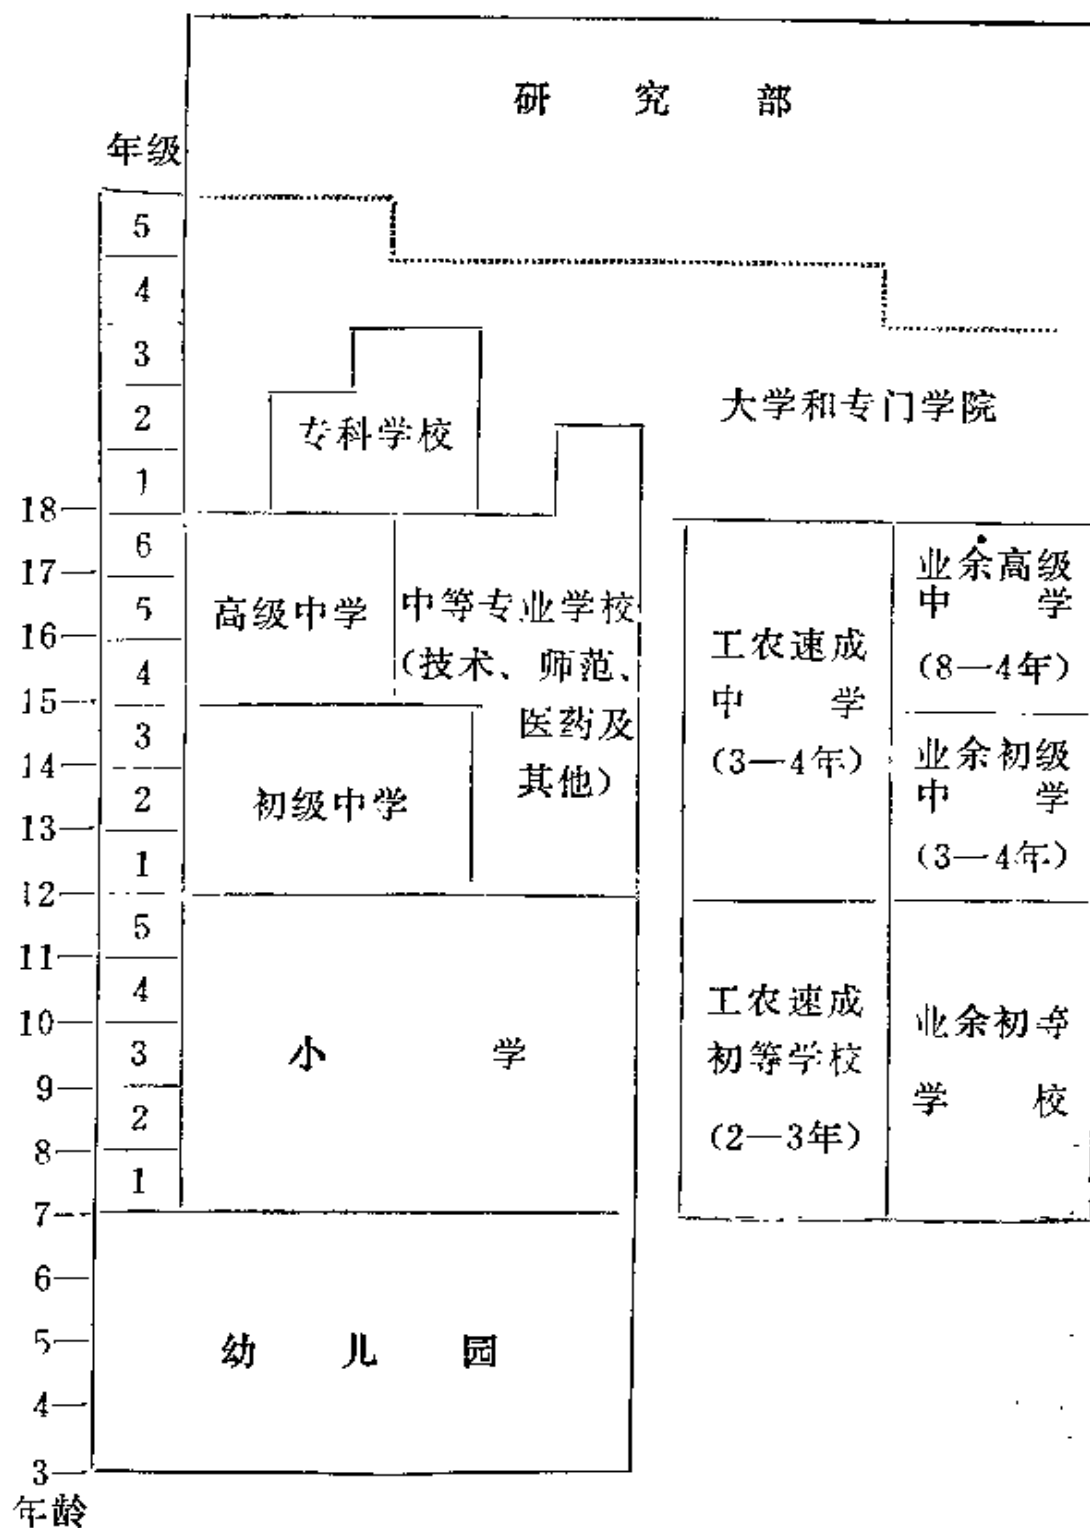 研究部
年级
5
4
3
2
1
大学和专门学院
专科学校
18
6
17
5
16
4
15
3
14
2
13
1
12
高级中学
中等专业学校
(技术、师范、
医药及
其他)
初级中学
工农速成
中学
(3—4年)
业余高级
中学
(8—4年)
业余初级
中学
(3—4年)
5
11
4
10
3
9
2
8
1
7
小学
工农速成
初等学校
(2—3年)
业余初等
学校
6
5
4
3
幼儿园
年龄